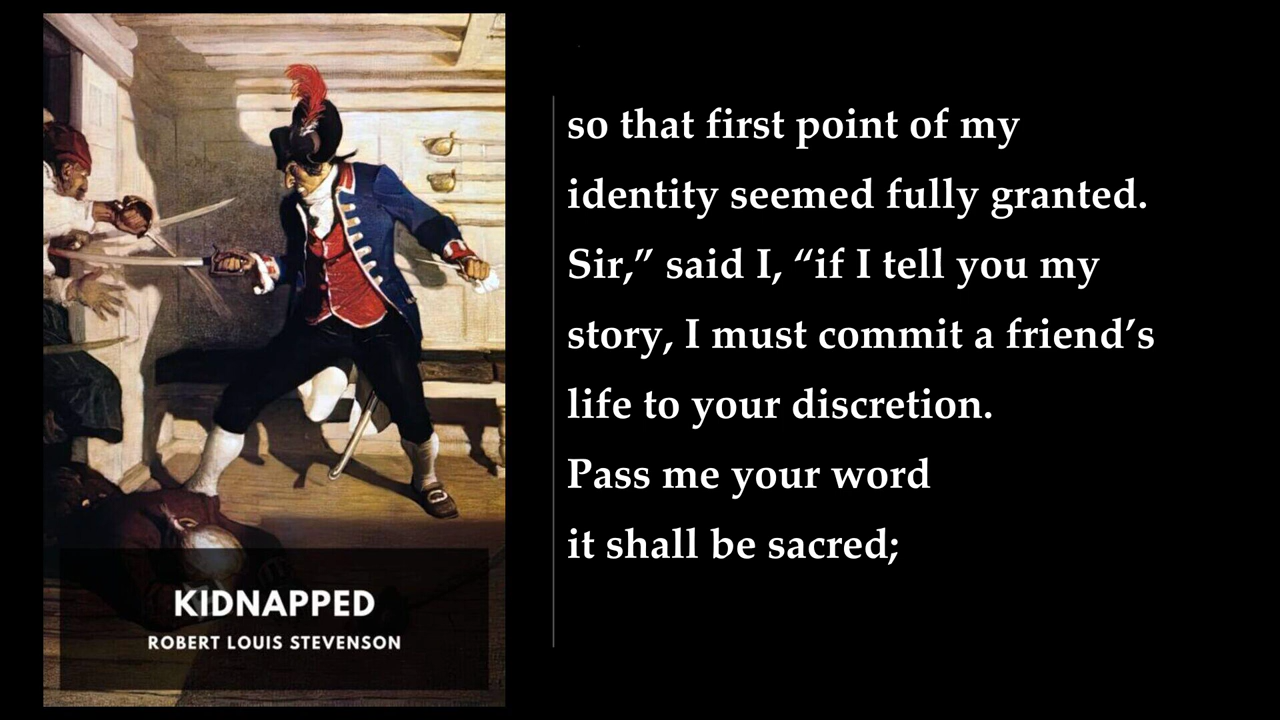 KIDNAPPED
ROBERT LOUIS STEVENSON
so that first point of my
identity seemed fully granted.
Sir,” said I, “if I tell you my
story, I must commit a friend’s
life to your discretion.
Pass me your word
it shall be sacred;